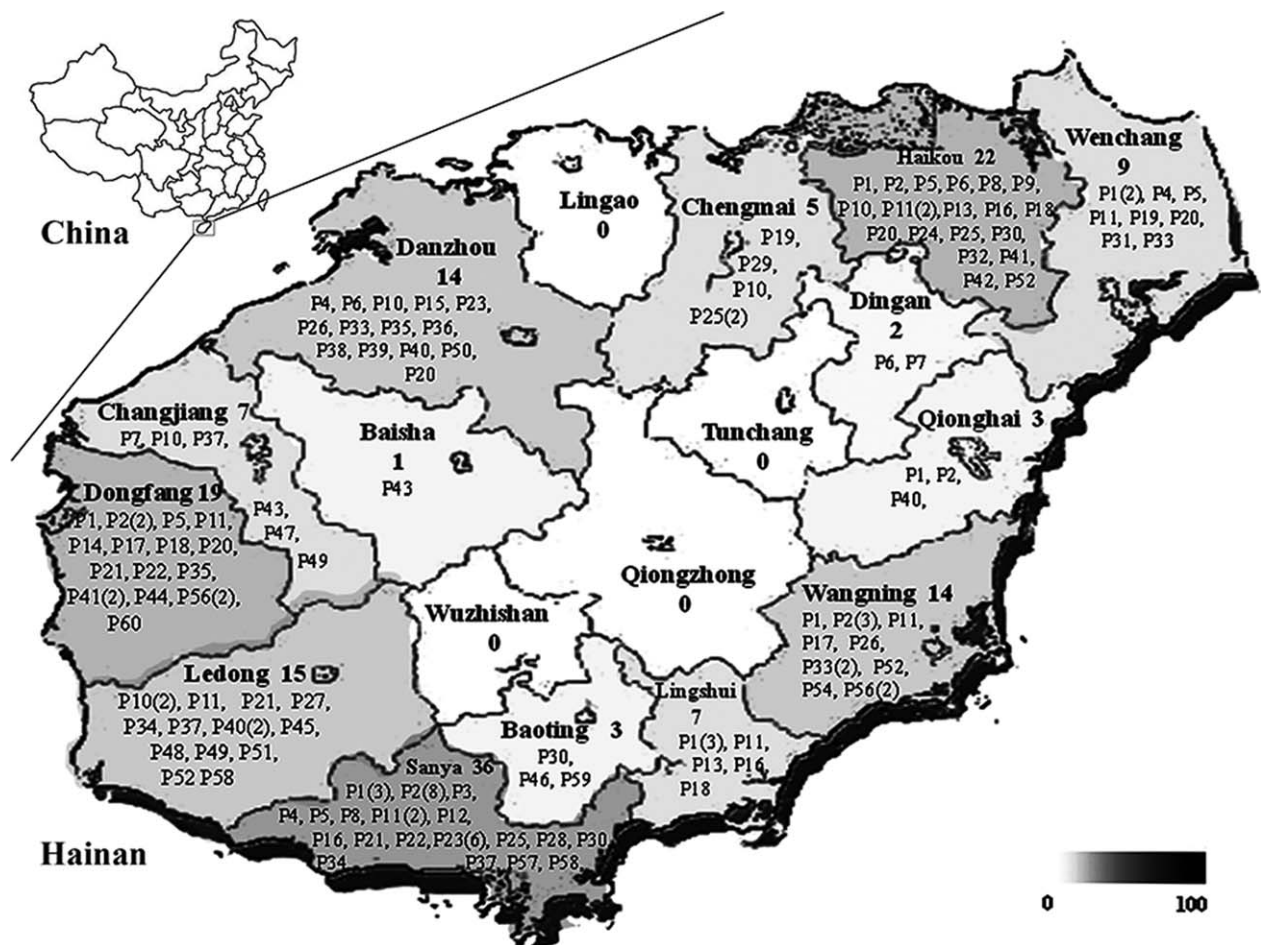 China
Hainan
Lingao
0
Chengmai 5
P19,
P29,
P10,
P25(2)
Haikou 22
P1, P2, P5, P6, P8, P9,
P10, P11(2), P13, P16, P18
P20, P24, P25, P30,
P32, P41,
P42, P52
Wenchang
9
P1(2), P4, P5,
P11, P19, P20,
P31, P33
Danzhou
14
P4, P6, P10, P15, P23,
P26, P33, P35, P36,
P38, P39, P40, P50,
P20
Dingan
2
P6, P7
Changjiang 7
P7, P10, P37,
P43,
P47,
P49
Baisha
1
P43
Tunchang
0
Qionghai 3
P1, P2,
P40,
Dongfang 19
P1, P2(2), P5, P11,
P14, P17, P18, P20,
P21, P22, P35,
P41(2), P44, P56(2),
P60
Qiongzhong
0
Wuzhishan
0
Wangning 14
P1, P2(3), P11,
P17, P26,
P33(2), P52,
P54, P56(2)
Ledong 15
P10(2), P11, P21, P27,
P34, P37, P40(2), P45,
P48, P49, P51,
P52 P58
Baoting 3
P30,
P46, P59
Lingshui
7
P1(3), P11,
P13, P16
P18
Sanya 36
P1(3), P2(8), P3,
P4, P5, P8, P11(2), P12,
P16, P21, P22, P23(6), P25, P28, P30
P34 P37, P57, P58,
0 100